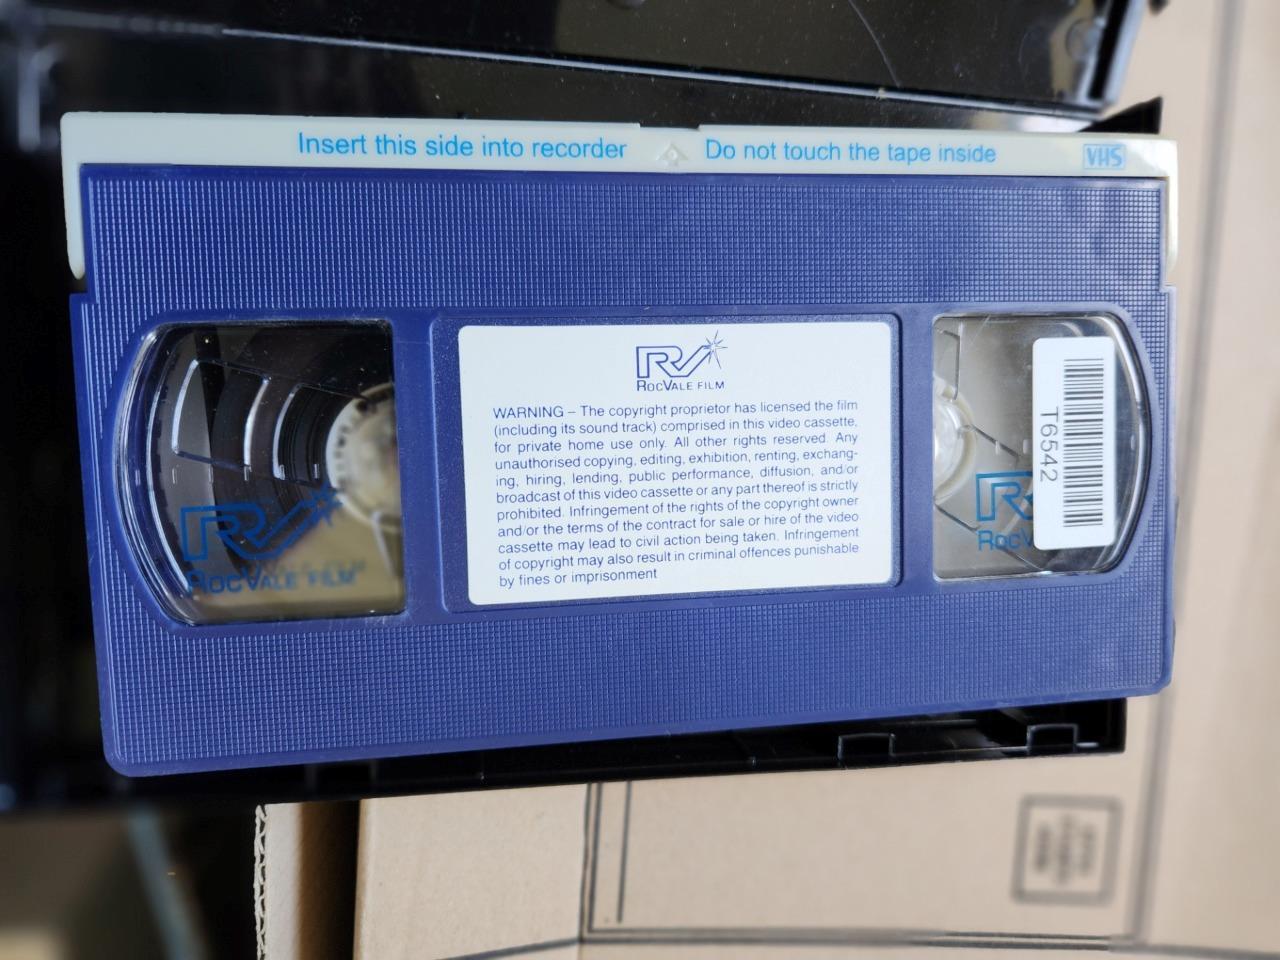 Insert this side into recorder Do not touch the tape inside VHS
RV
ROCVALE FILM
WARNING – The copyright proprietor has licensed the film
(including its sound track) comprised in this video cassette,
for private home use only. All other rights reserved. Any
unauthorised copying, editing, exhibition, renting, exchang-
ing, hiring, lending, public performance, diffusion, and/or
broadcast of this video cassette or any part thereof is strictly
prohibited. Infringement of the rights of the copyright owner
and/or the terms of the contract for sale or hire of the video
cassette may lead to civil action being taken. Infringement
of copyright may also result in criminal offences punishable
by fines or imprisonment
RV
ROCVALE FILM
T6542
R
ROCV